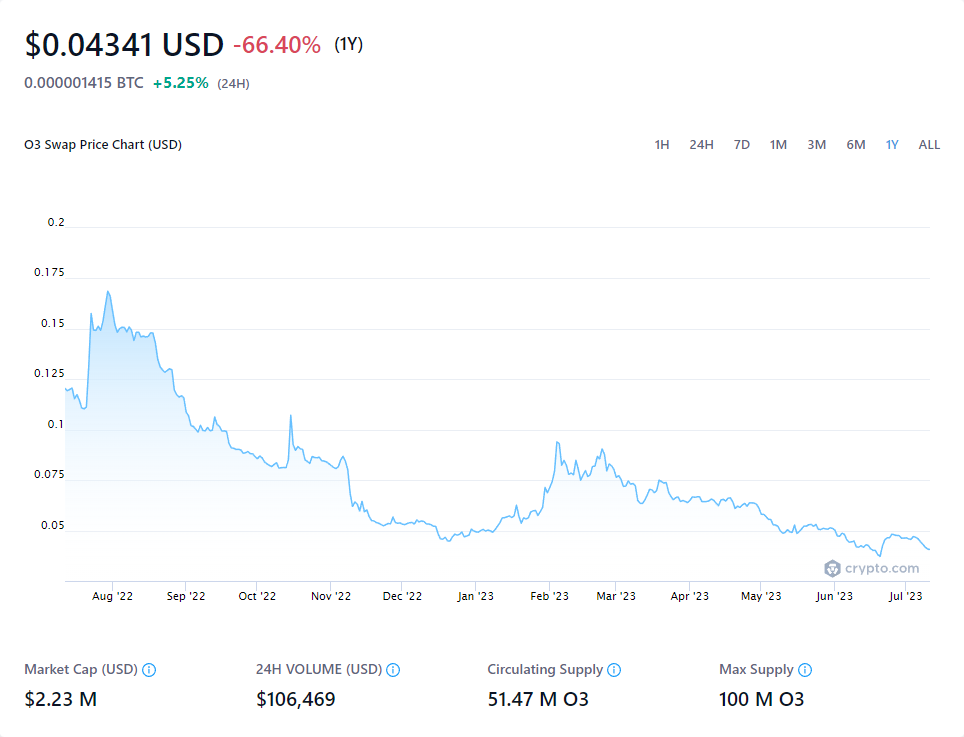 $0.04341 USD -66.40% (1Y)
0.000001415 BTC +5.25% (24H)
O3 Swap Price Chart (USD) 1H 24H 7D 1M 3M 6M 1Y ALL
0.2
0.175
0.15
0.125
0.1
0.075
0.05
crypto.com
Aug '22 Sep '22 Oct '22 Nov '22 Dec '22 Jan '23 Feb '23 Mar '23 Apr '23 May '23 Jun '23 Jul '23
Market Cap (USD) 24H VOLUME (USD) Circulating Supply Max Supply
$2.23 M $106,469 51.47 M O3 100 M O3